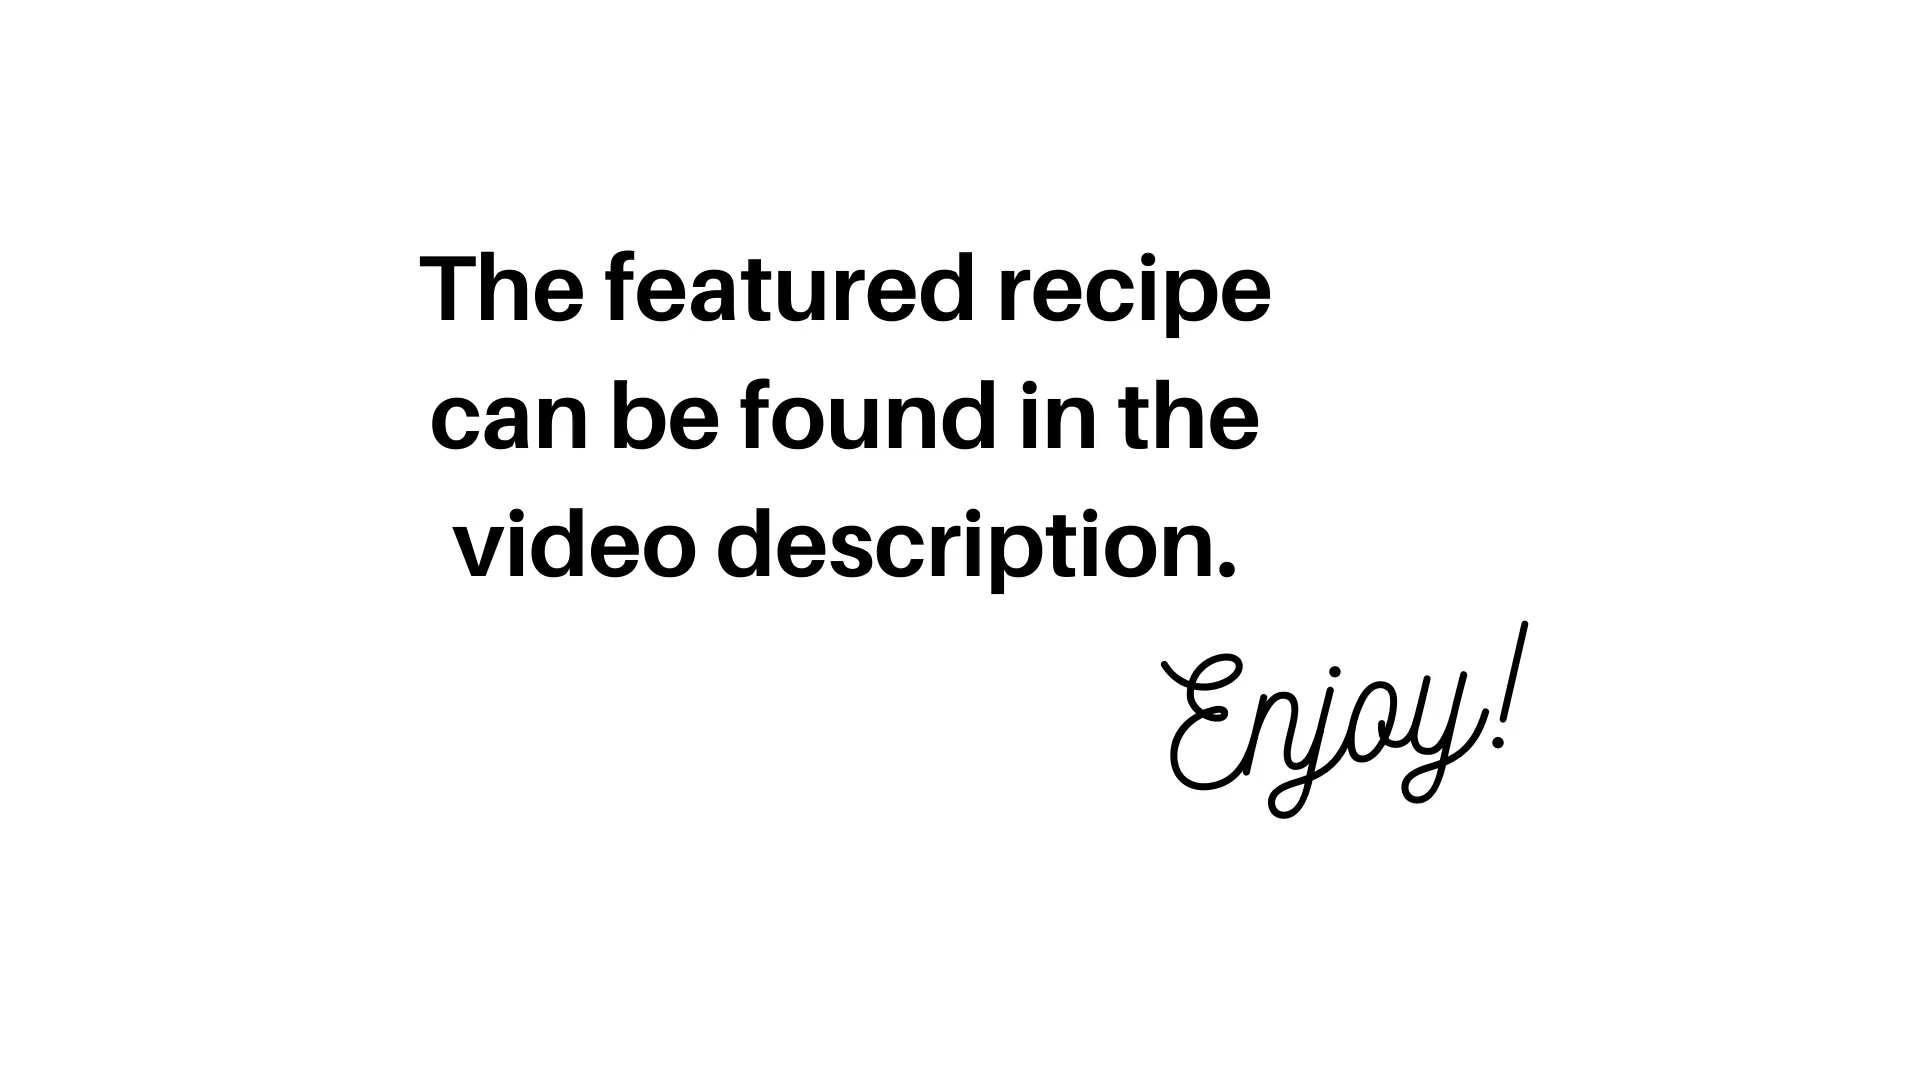 The featured recipe
can be found in the
video description.
Enjoy!